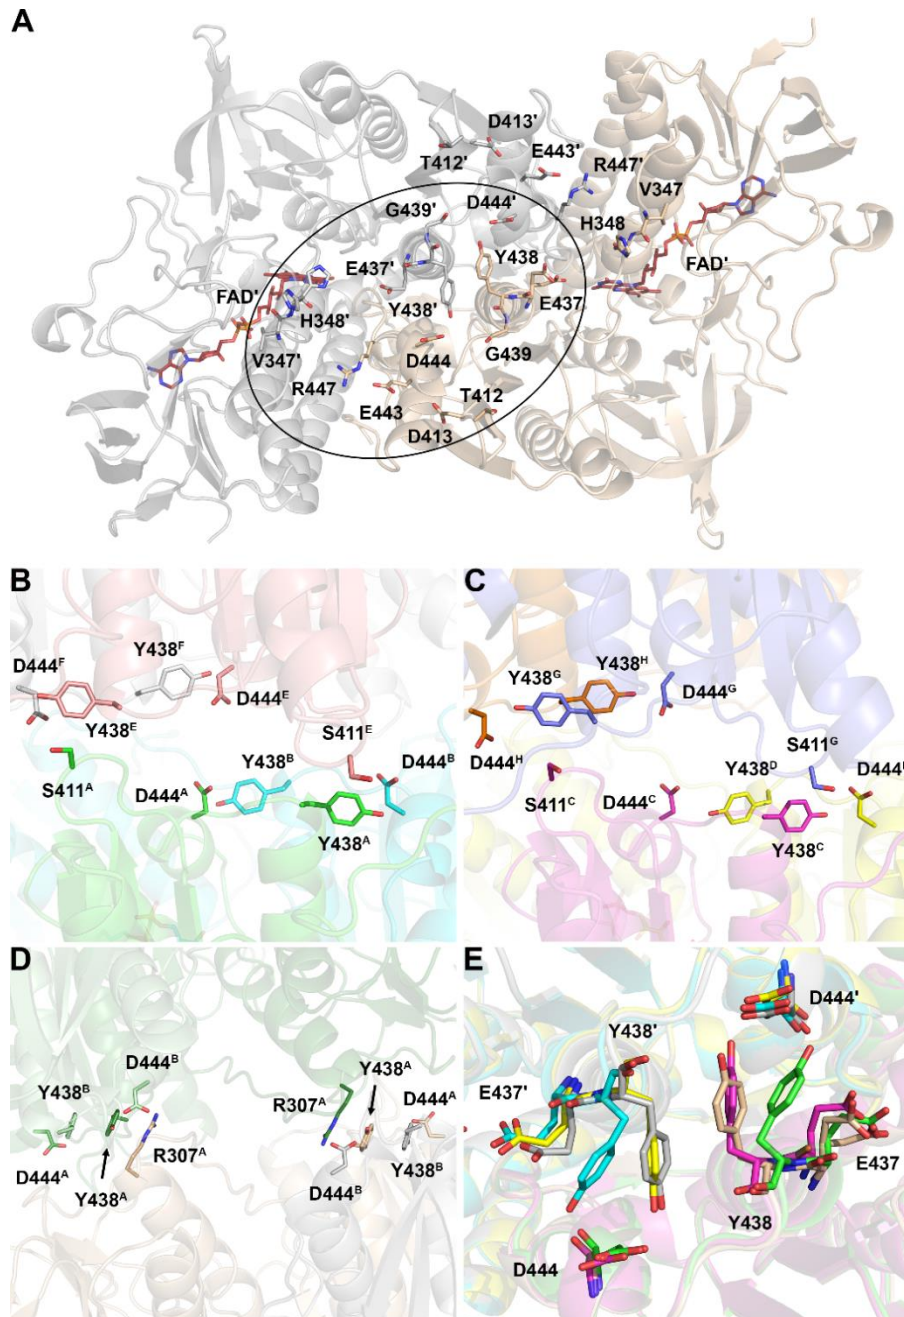 A
D413'
E443'
T412'
R447'
V347
G439'
D444'
H348
Y438
E437'
FAD'
FAD'
H348'
Y438'
E437
V347'
D444
G439
R447
T412
E443
D413
B
Y438F
D444F
D444E
Y438E
S411E
Y438B
D444B
S411A
D444A
Y438A
C
Y438G
Y438H
D444G
S411G
D444H
Y438D
S411C
D444C
Y438C
D
D444B
Y438A
Y438B
R307A
D444A
D444A
R307A
Y438A
D444B
Y438B
E
D444'
Y438'
E437'
E437
Y438
D444